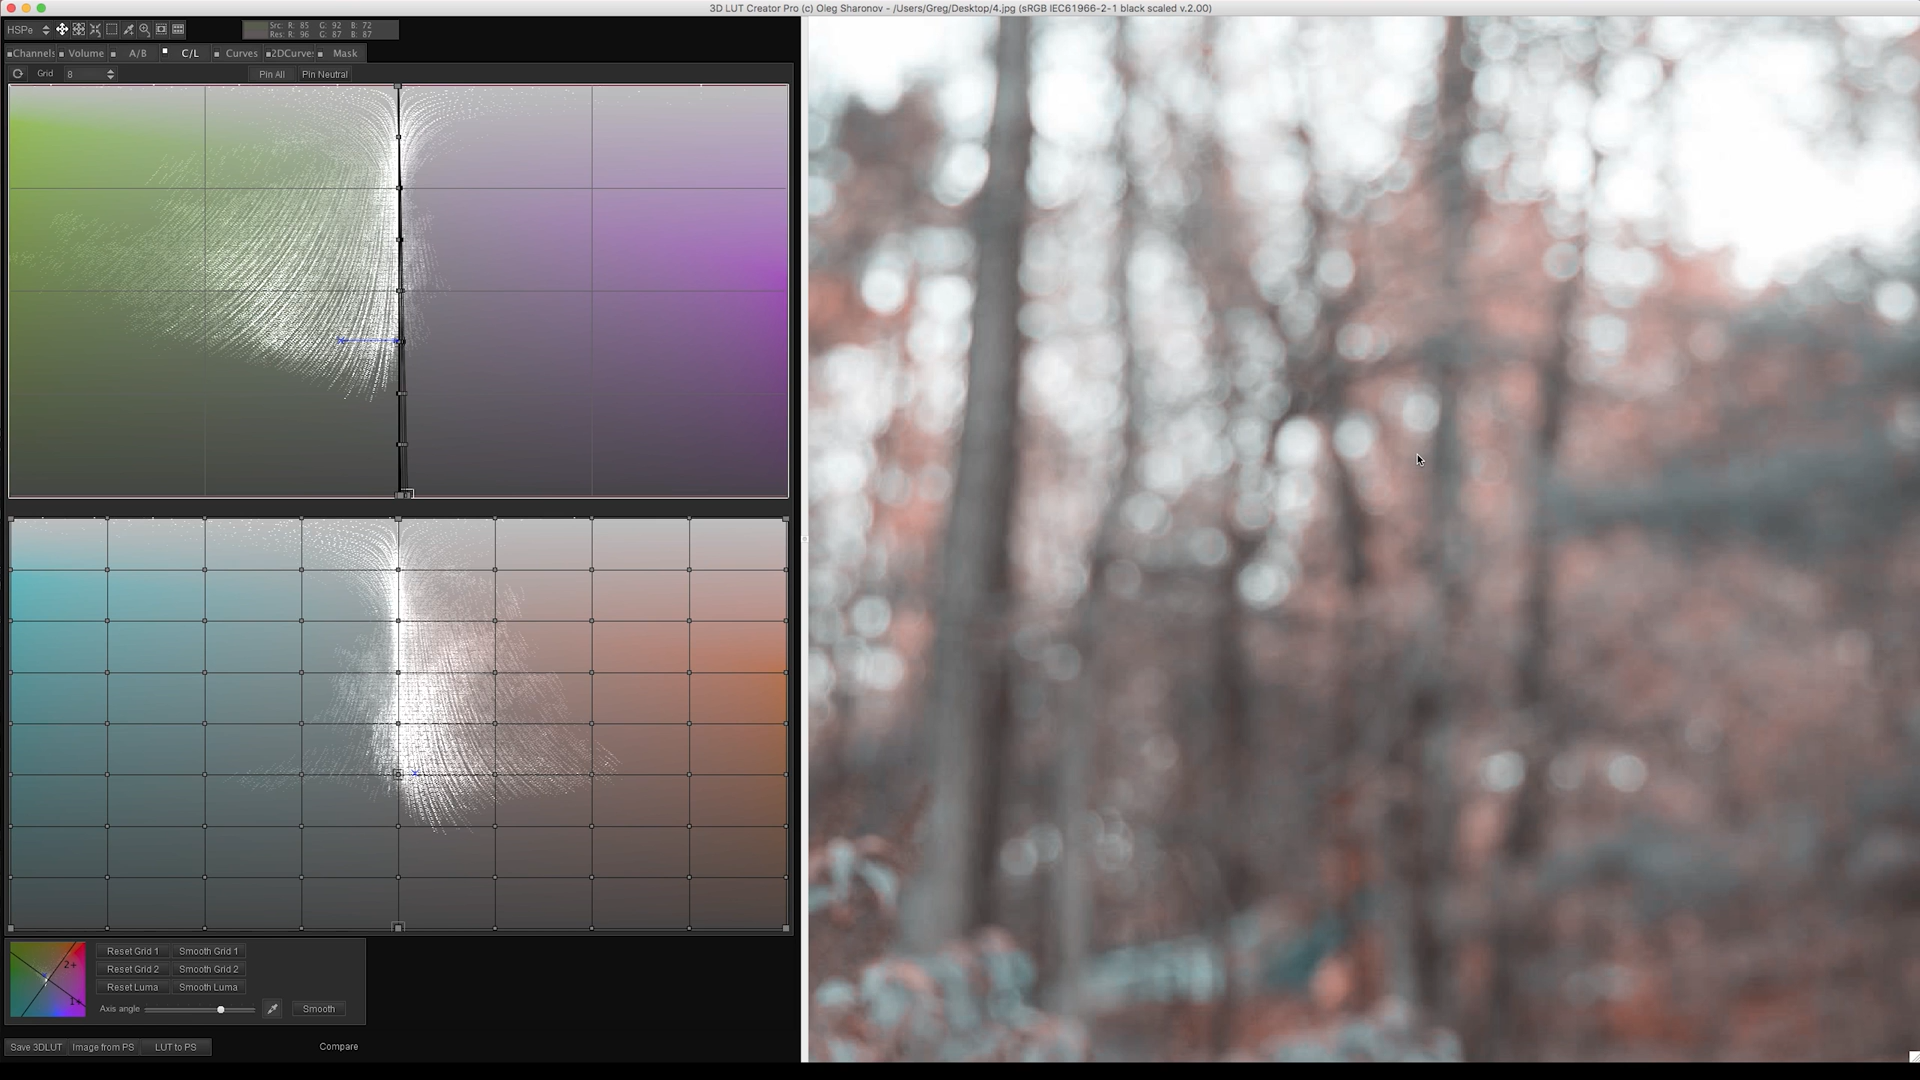 3D LUT Creator Pro (c) Oleg Sharonov - /Users/Greg/Desktop/4.jpg (sRGB IEC61966-2-1 black scaled v.2.00)
HSPe
Src: R: 85 G: 92 B: 72
Res: R: 96 G: 87 B: 87
Channels Volume A/B C/L Curves 2DCurve Mask
Grid 8 Pin All Pin Neutral
2+
1+
Reset Grid 1 Smooth Grid 1
Reset Grid 2 Smooth Grid 2
Reset Luma Smooth Luma
Axis angle Smooth
Save 3DLUT Image from PS LUT to PS Compare